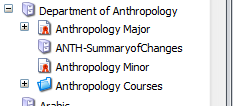 Department of Anthropology
Anthropology Major
ANTH-SummaryofChanges
Anthropology Minor
Anthropology Courses
Arabic